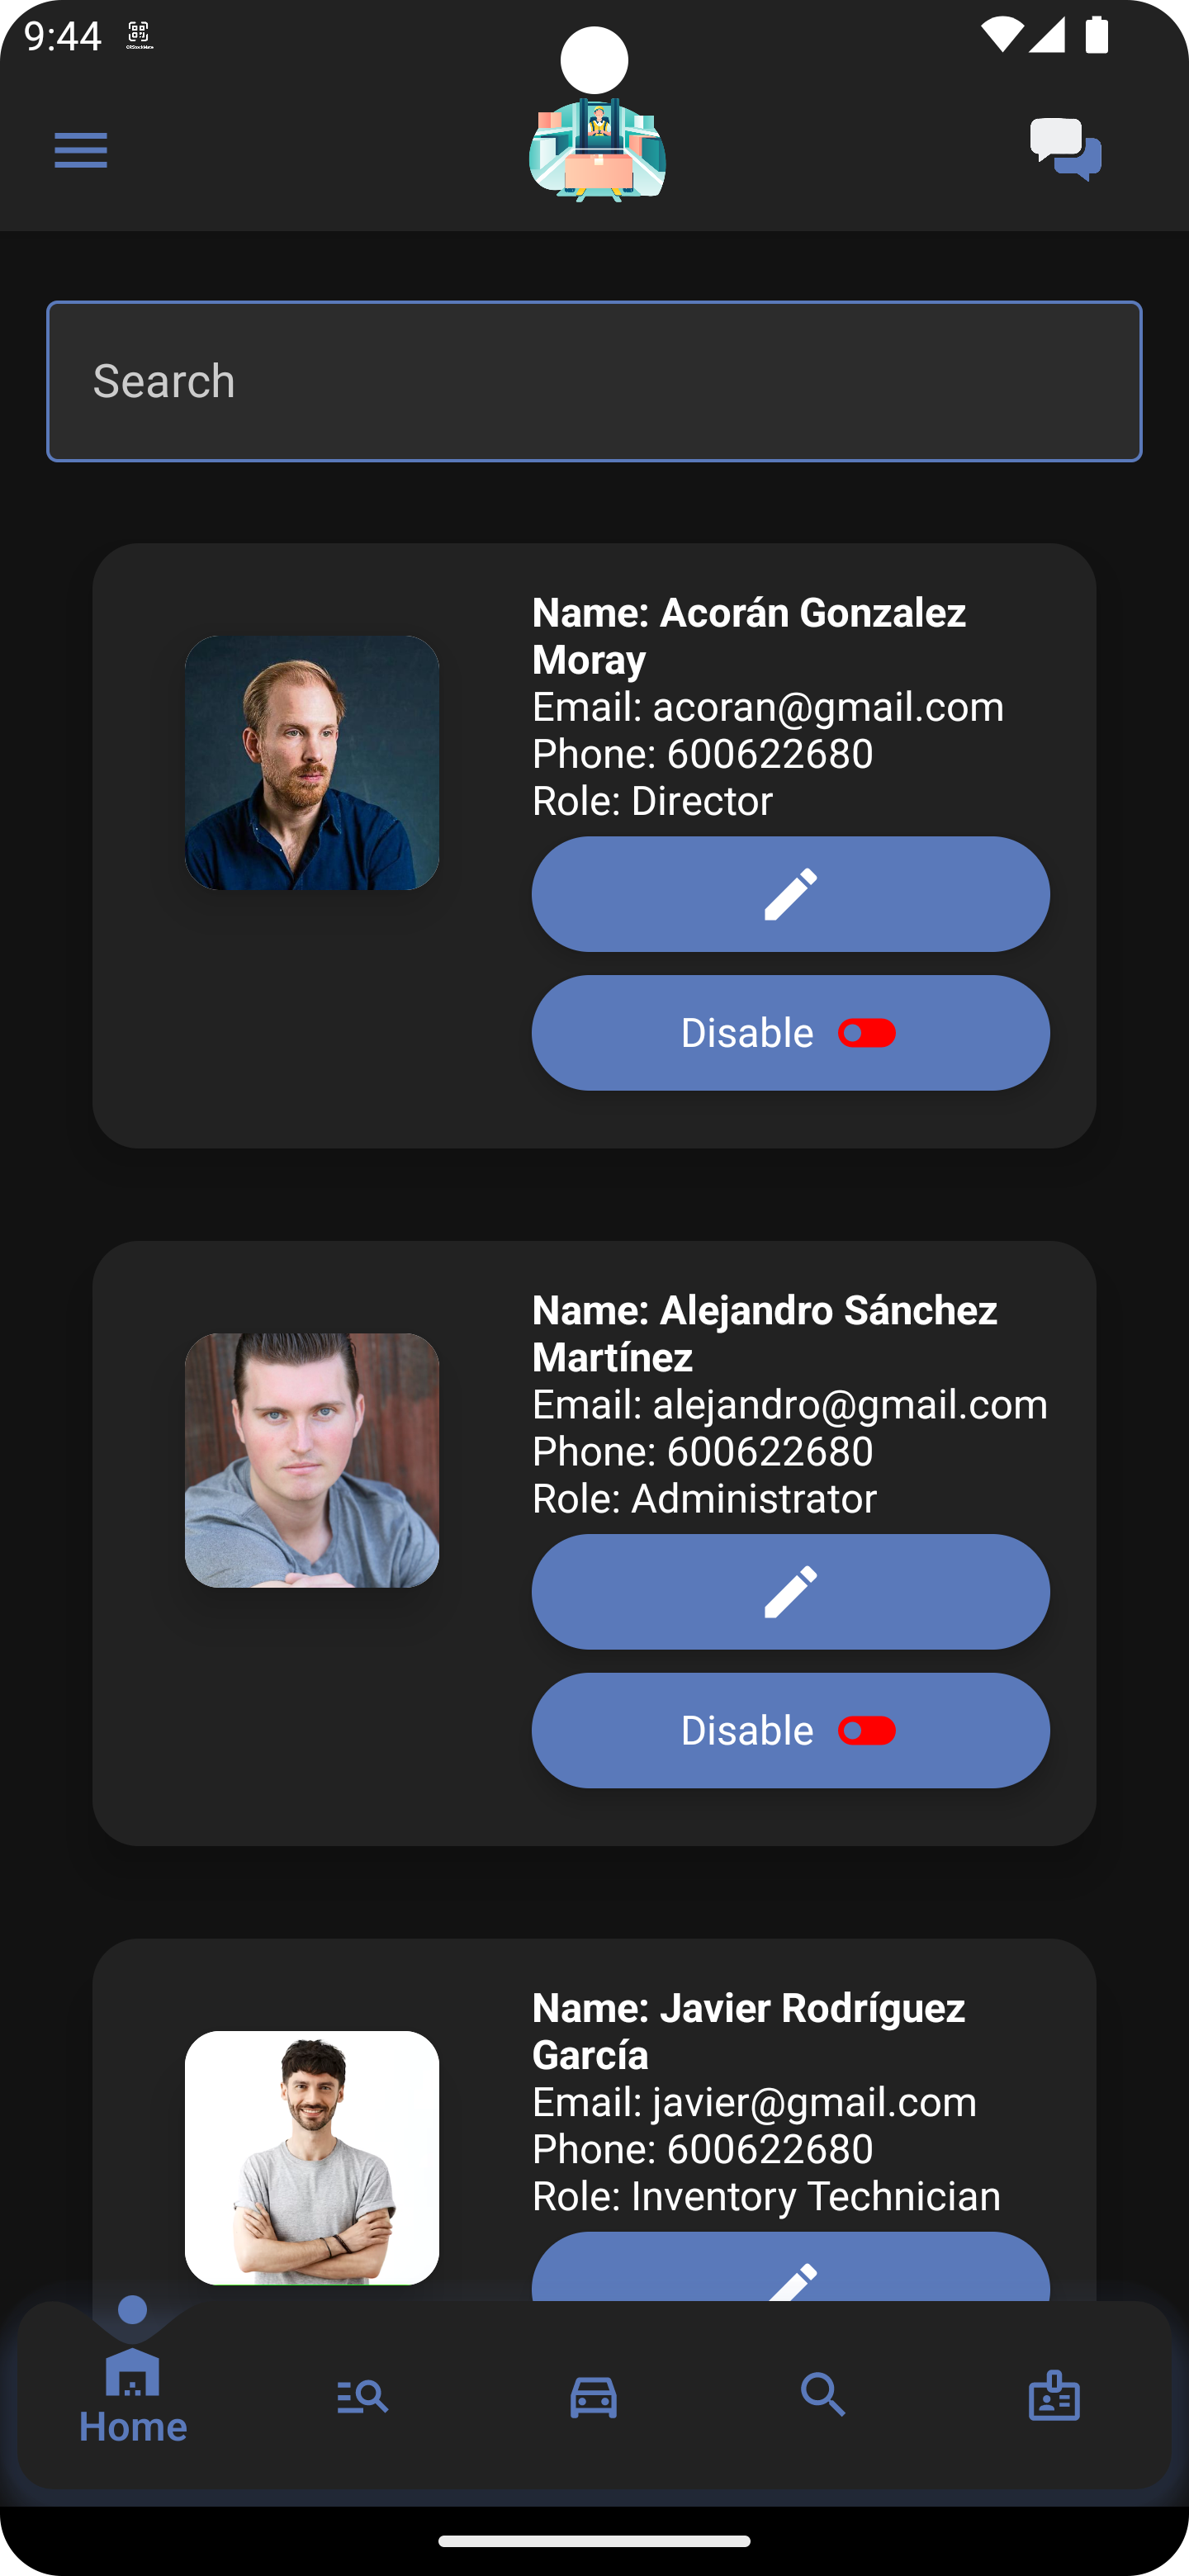 9:44
Search
Name: Acorán Gonzalez
Moray
Email: acoran@gmail.com
Phone: 600622680
Role: Director
Disable
Name: Alejandro Sánchez
Martínez
Email: alejandro@gmail.com
Phone: 600622680
Role: Administrator
Disable
Name: Javier Rodríguez
García
Email: javier@gmail.com
Phone: 600622680
Role: Inventory Technician
Home